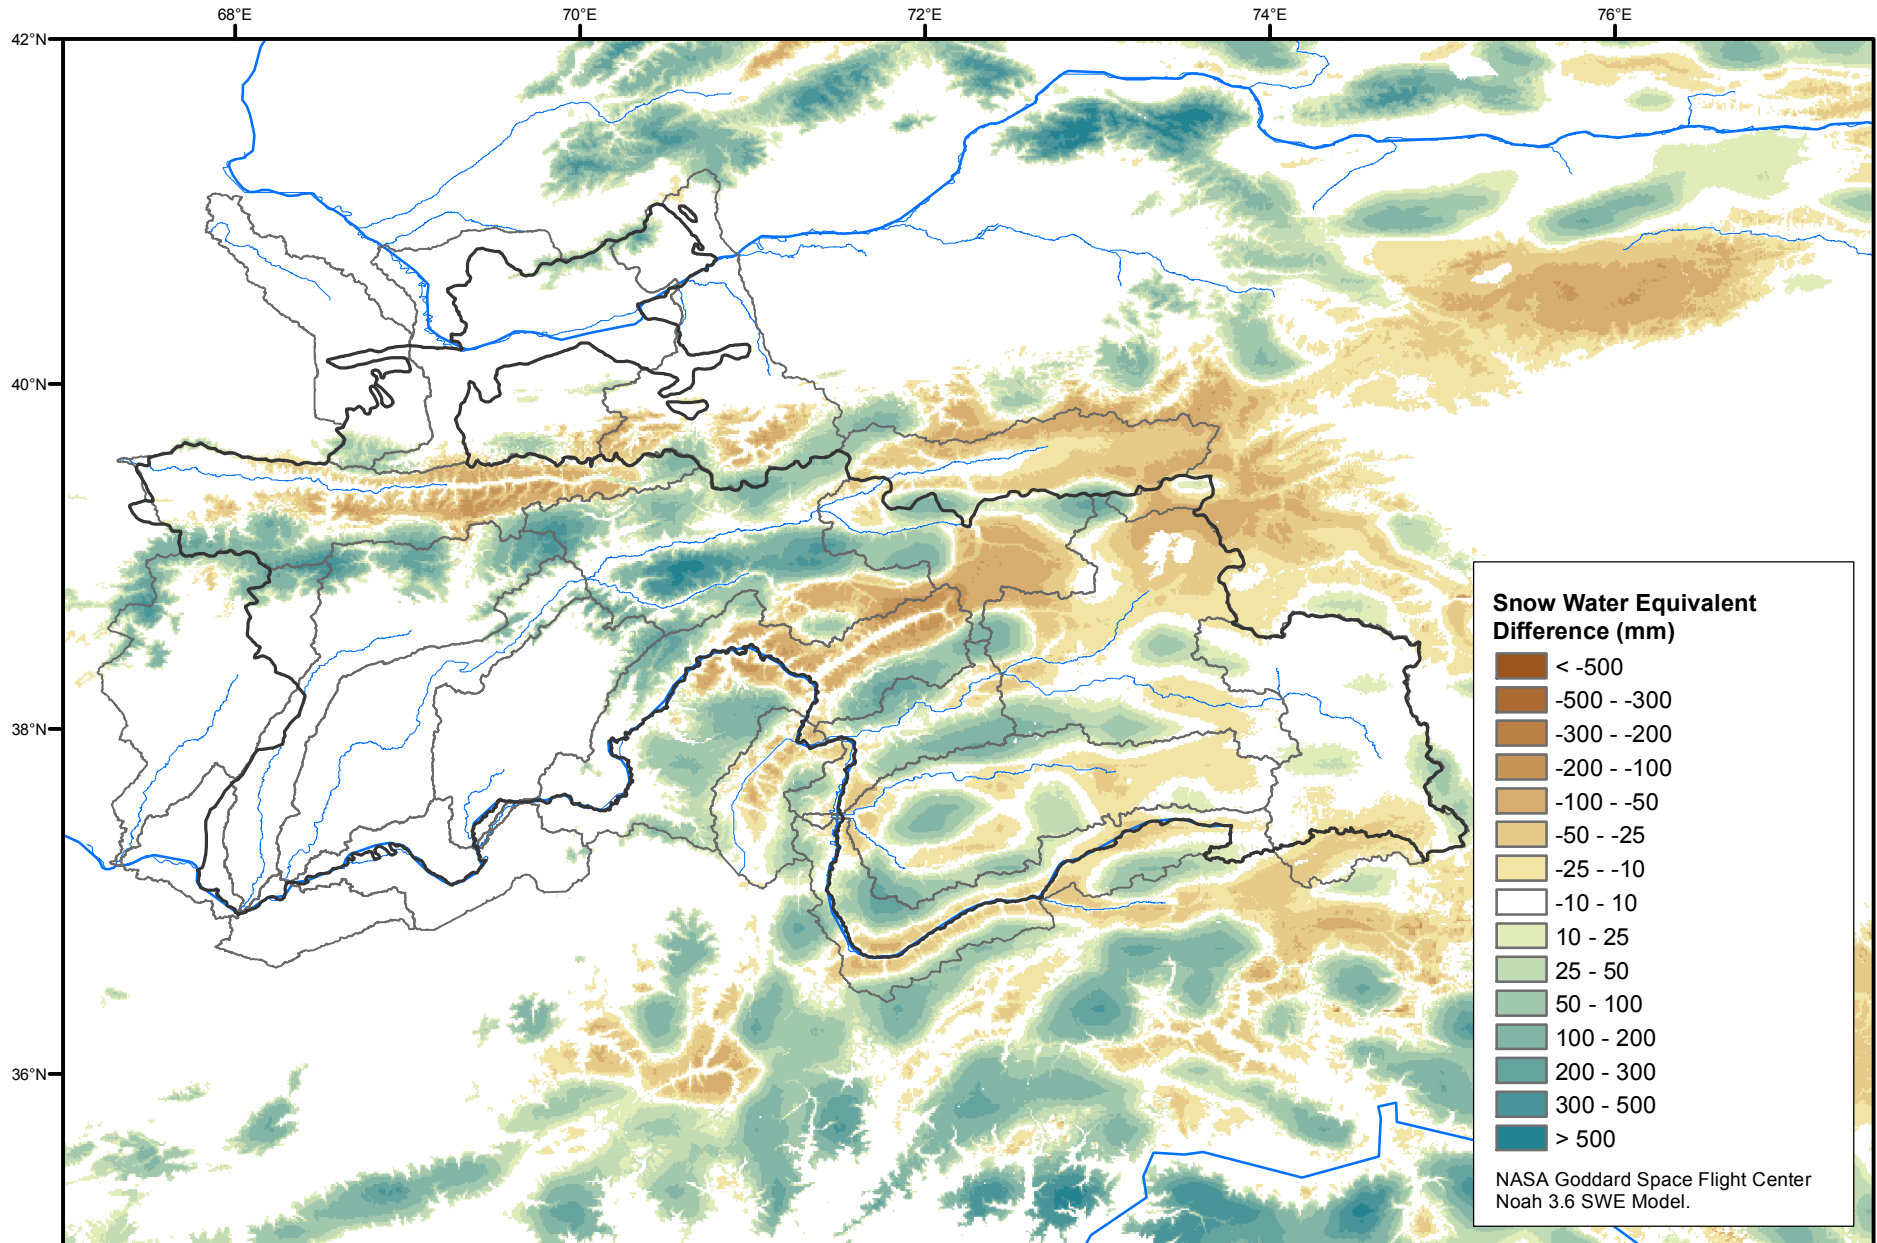 68°E
70°E
72°E
74°E
76°E
42°N
40°N
38°N
36°N
Snow Water Equivalent
Difference (mm)
< -500
-500 - -300
-300 - -200
-200 - -100
-100 - -50
-50 - -25
-25 - -10
-10 - 10
10 - 25
25 - 50
50 - 100
100 - 200
200 - 300
300 - 500
> 500
NASA Goddard Space Flight Center
Noah 3.6 SWE Model.